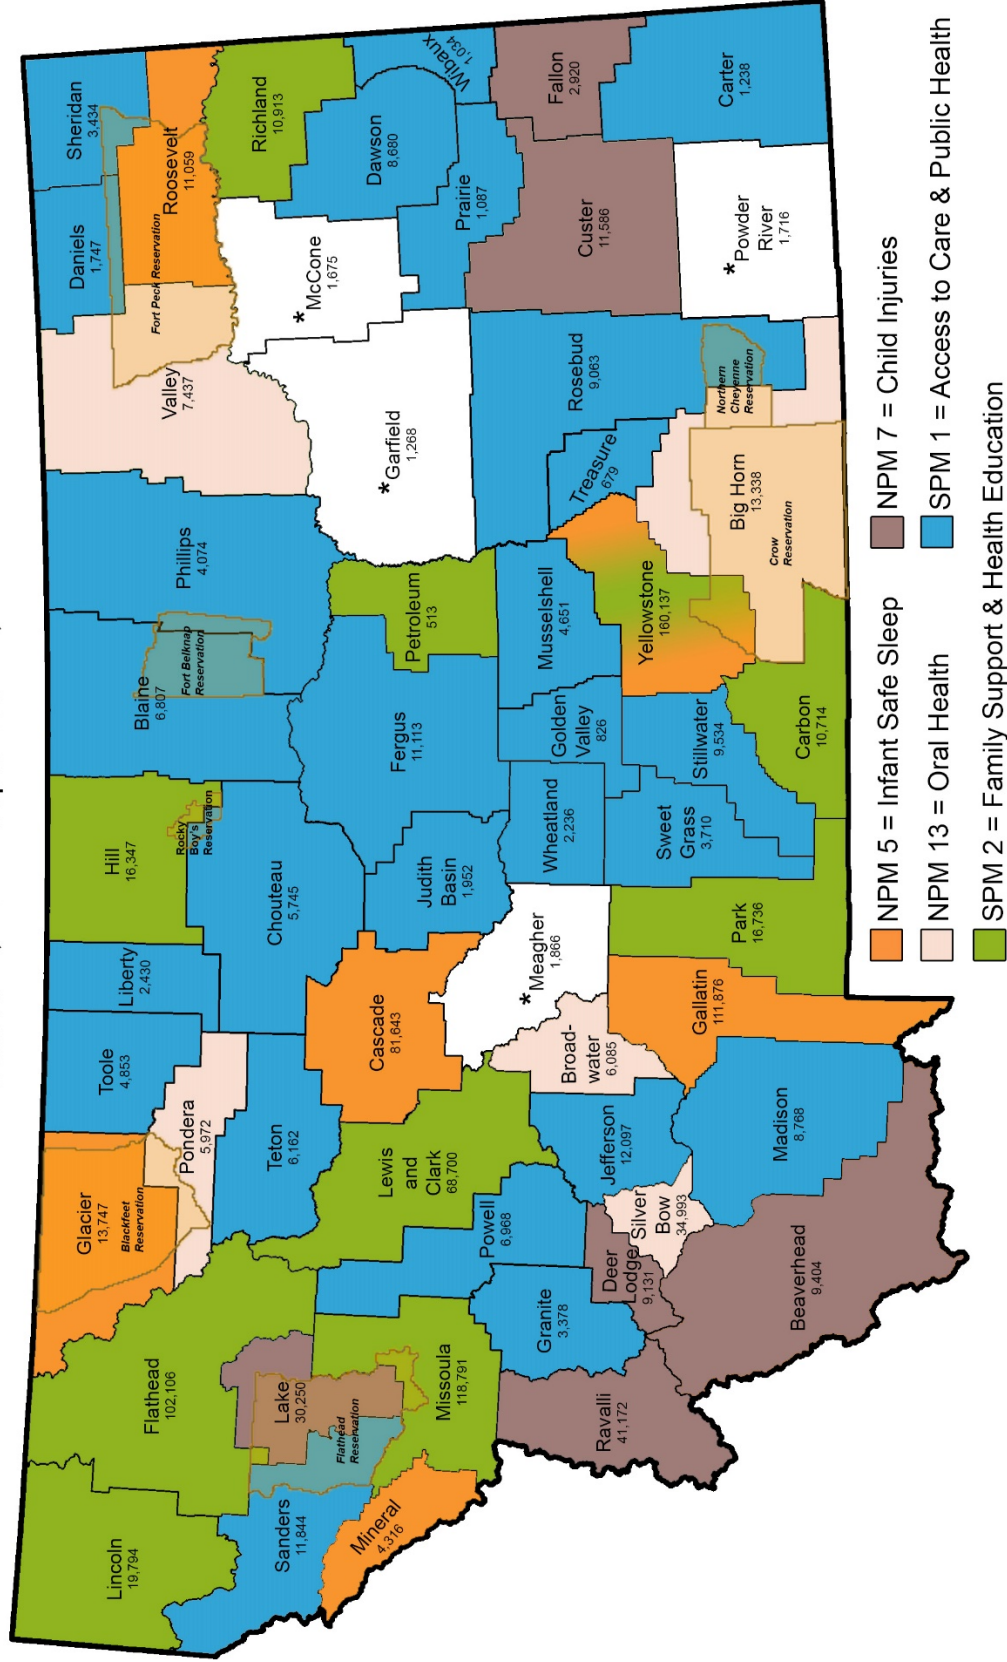 Lincoln
19,794
Flathead
102,106
Glacier
13,747
Blackfeet
Reservation
Toole
4,853
Liberty
2,430
Hill
16,347
Rocky
Boy's
Reservation
Blaine
6,807
Fort Belknap
Reservation
Phillips
4,074
Valley
7,437
Daniels
1,747
Sheridan
3,434
Fort Peck Reservation
Roosevelt
11,059
Pondera
5,972
Teton
6,162
Chouteau
5,745
Richland
10,913
*McCone
1,675
Sanders
11,844
Lake
30,250
Flathead
Reservation
Mineral
4,316
Missoula
118,791
Lewis
and
Clark
68,700
Cascade
81,643
Judith
Basin
1,952
Fergus
11,113
Petroleum
513
*Garfield
1,268
Dawson
8,680
Wibaux
1,034
Prairie
1,087
Powell
6,968
Granite
3,378
Deer
Lodge
9,131
Ravalli
41,172
Silver
Bow
34,993
Jefferson
12,097
Broad-
water
6,085
*Meagher
1,866
Wheatland
2,236
Golden
Valley
826
Musselshell
4,651
Treasure
679
Rosebud
9,063
Custer
11,586
Fallon
2,920
Beaverhead
9,404
Madison
8,768
Gallatin
111,876
Park
16,736
Sweet
Grass
3,710
Stillwater
9,534
Carbon
10,714
Yellowstone
160,137
Big Horn
13,338
Crow
Reservation
Northern
Cheyenne
Reservation
*Powder
River
1,716
Carter
1,238
NPM 5 = Infant Safe Sleep
NPM 7 = Child Injuries
NPM 13 = Oral Health
SPM 1 = Access to Care & Public Health
SPM 2 = Family Support & Health Education